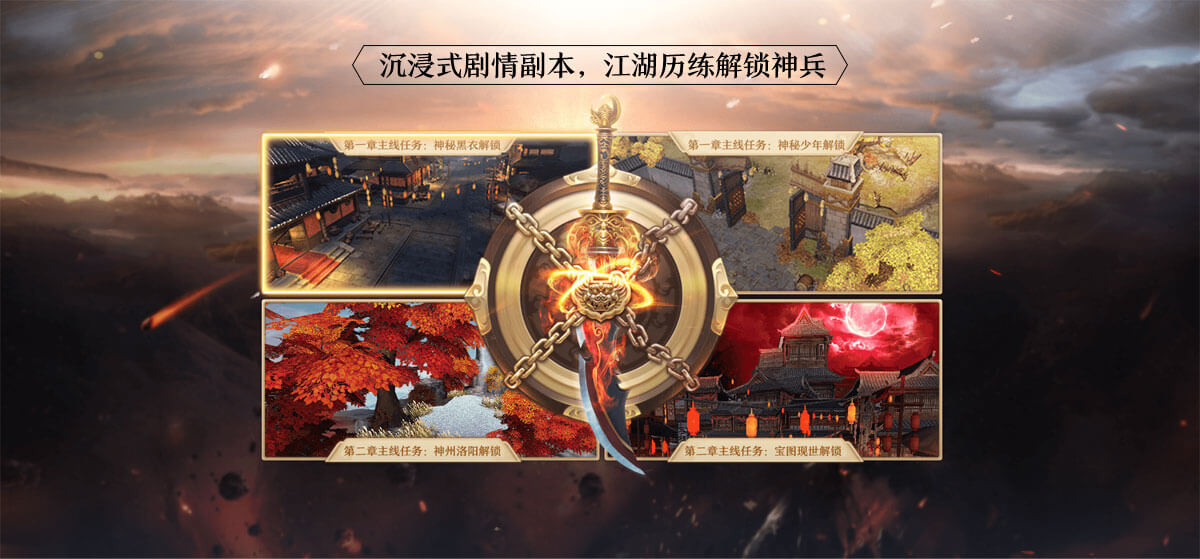 沉浸式剧情副本，江湖历练解锁神兵
第一章主线任务：神秘黑衣解锁
第一章主线任务：神秘少年解锁
第二章主线任务：神州洛阳解锁
第二章主线任务：宝图现世解锁